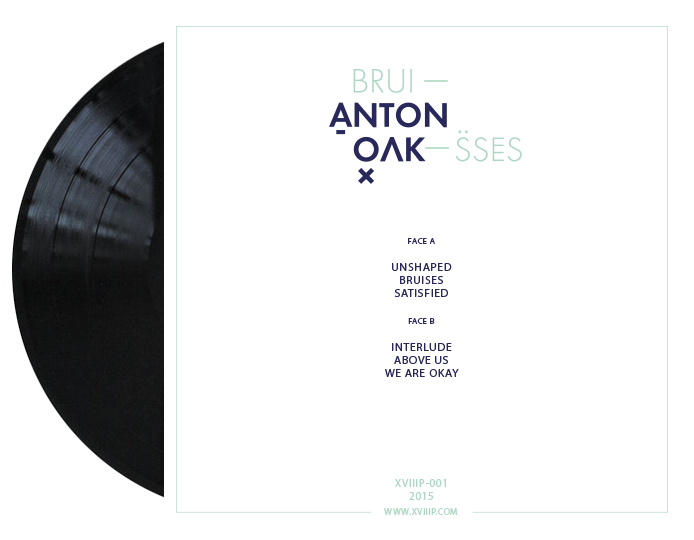 BRUI —
ANTON
OAK — S̈SES
FACE A
UNSHAPED
BRUISES
SATISFIED
FACE B
INTERLUDE
ABOVE US
WE ARE OKAY
XVIIIP-001
2015
WWW.XVIIIP.COM